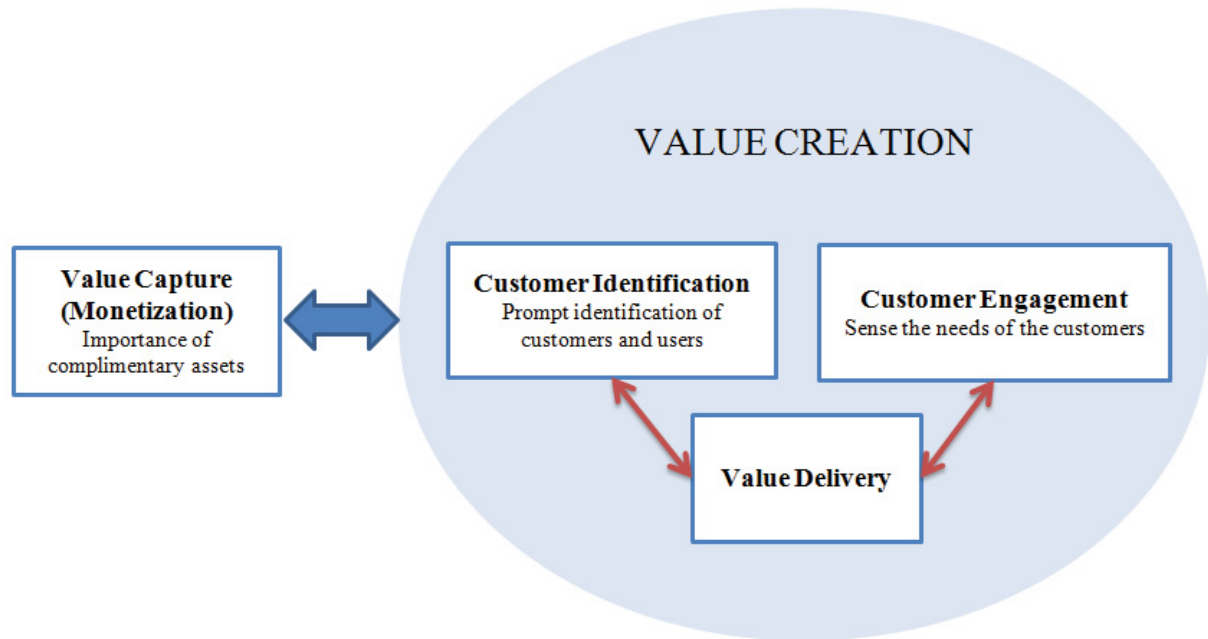 VALUE CREATION
Value Capture
(Monetization)
Importance of
complimentary assets
Customer Identification
Prompt identification of
customers and users
Customer Engagement
Sense the needs of the customers
Value Delivery